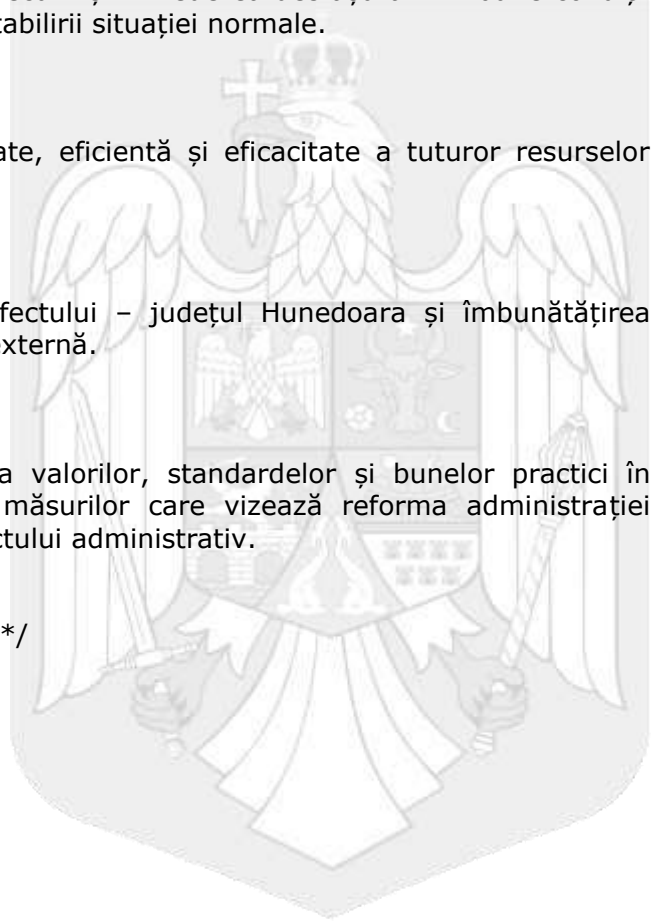 tabilirii situației normale.
ate, eficientă și eficacitate a tuturor resurselor
fectului – județul Hunedoara și îmbunătățirea
externă.
a valorilor, standardelor și bunelor practici în
măsurilor care vizează reforma administrației
ctului administrativ.
*/